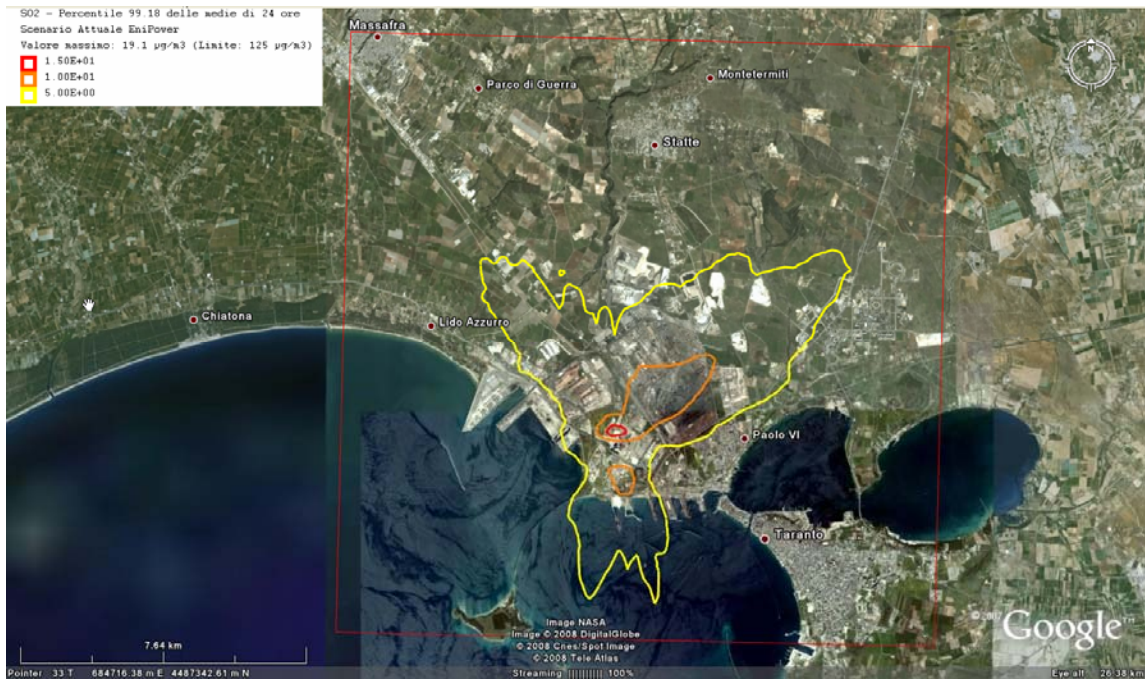 SO2 - Percentile 99.18 delle medie di 24 ore
Scenario Attuale EniPower
Valore massimo: 19.1 µg/m3 (Limite: 125 µg/m3)
1.50E+01
1.00E+01
5.00E+00
Massafra
N
Parco di Guerra
Montetermiti
Statte
Chiatona
Lido Azzurro
Paolo VI
Taranto
Image NASA
Image © 2008 DigitalGlobe
© 2008 Cnes/Spot Image
© 2008 Tele Atlas
Google™
7.64 km
Pointer 33 T 684716.38 m E 4487342.61 m N
Streaming |||||||||| 100%
Eye alt 26.38 km